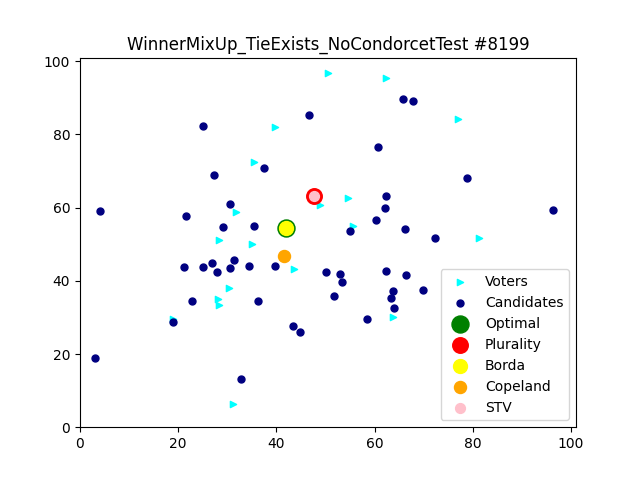 WinnerMixUp_TieExists_NoCondorcetTest #8199
100
80
60
40
20
0
0 20 40 60 80 100
Voters
Candidates
Optimal
Plurality
Borda
Copeland
STV